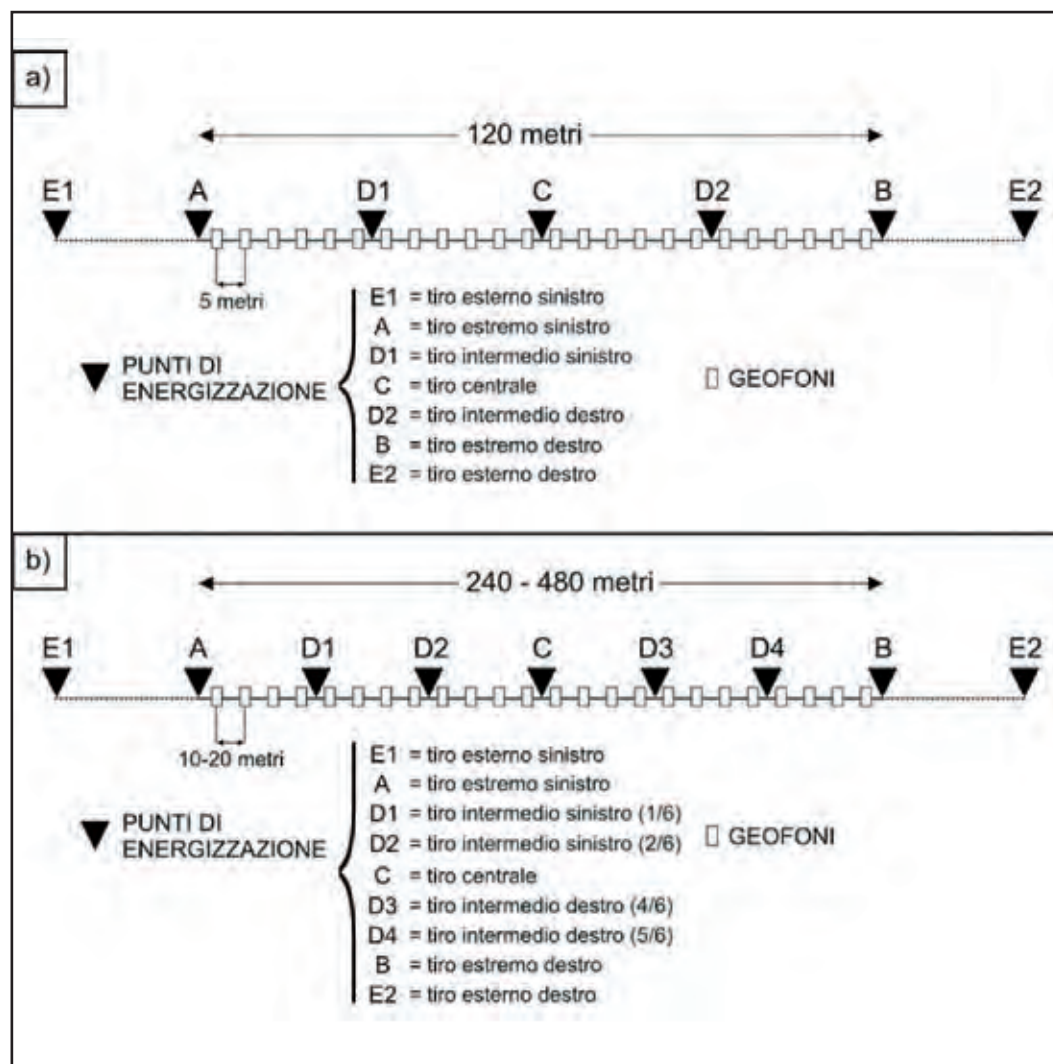 a)
120 metri
E1 A D1 C D2 B E2
5 metri
E1 = tiro esterno sinistro
A = tiro estremo sinistro
D1 = tiro intermedio sinistro
C = tiro centrale
D2 = tiro intermedio destro
B = tiro estremo destro
E2 = tiro esterno destro
PUNTI DI
ENERGIZZAZIONE
GEOFONI
b)
240 - 480 metri
E1 A D1 D2 C D3 D4 B E2
10-20 metri
E1 = tiro esterno sinistro
A = tiro estremo sinistro
D1 = tiro intermedio sinistro (1/6)
D2 = tiro intermedio sinistro (2/6)
C = tiro centrale
D3 = tiro intermedio destro (4/6)
D4 = tiro intermedio destro (5/6)
B = tiro estremo destro
E2 = tiro esterno destro
PUNTI DI
ENERGIZZAZIONE
GEOFONI